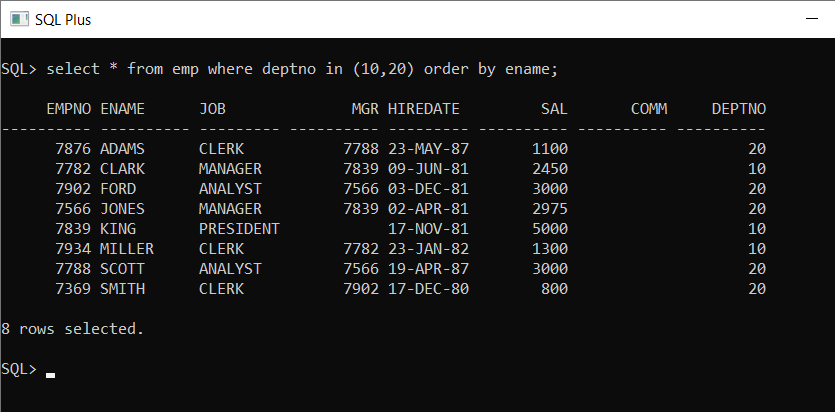 SQL Plus
SQL> select * from emp where deptno in (10,20) order by ename;
     EMPNO ENAME      JOB              MGR HIREDATE         SAL       COMM     DEPTNO
---------- ---------- --------- ---------- --------- ---------- ---------- ----------
      7876 ADAMS      CLERK           7788 23-MAY-87       1100                    20
      7782 CLARK      MANAGER         7839 09-JUN-81       2450                    10
      7902 FORD       ANALYST         7566 03-DEC-81       3000                    20
      7566 JONES      MANAGER         7839 02-APR-81       2975                    20
      7839 KING       PRESIDENT            17-NOV-81       5000                    10
      7934 MILLER     CLERK           7782 23-JAN-82       1300                    10
      7788 SCOTT      ANALYST         7566 19-APR-87       3000                    20
      7369 SMITH      CLERK           7902 17-DEC-80        800                    20
8 rows selected.
SQL>